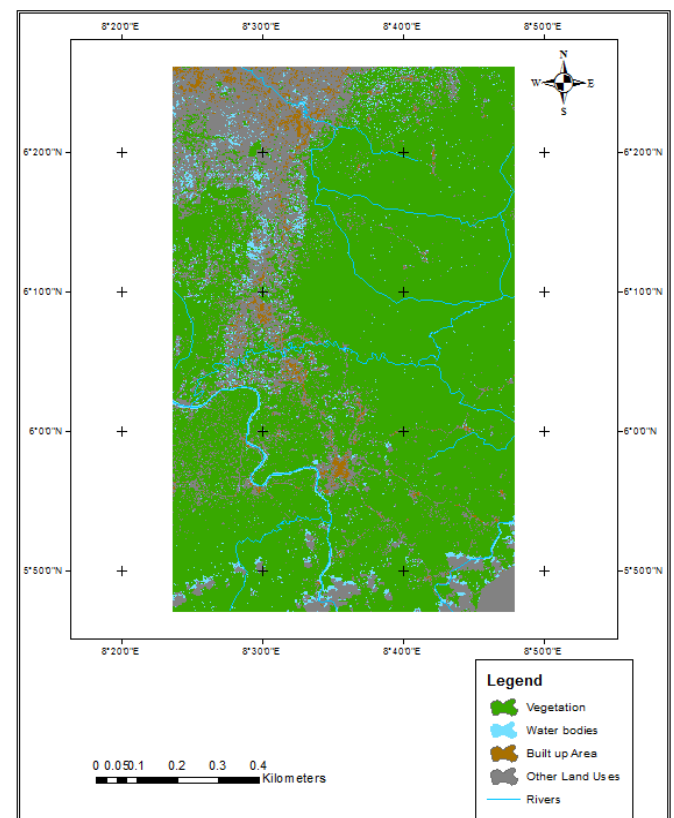 8°20'0"E 8°30'0"E 8°40'0"E 8°50'0"E
N
W E
S
6°20'0"N 6°20'0"N
6°10'0"N 6°10'0"N
6°0'0"N 6°0'0"N
5°50'0"N 5°50'0"N
8°20'0"E 8°30'0"E 8°40'0"E 8°50'0"E
Legend
Vegetation
Water bodies
Built up Area
Other Land Uses
Rivers
0 0.050.1 0.2 0.3 0.4
Kilometers